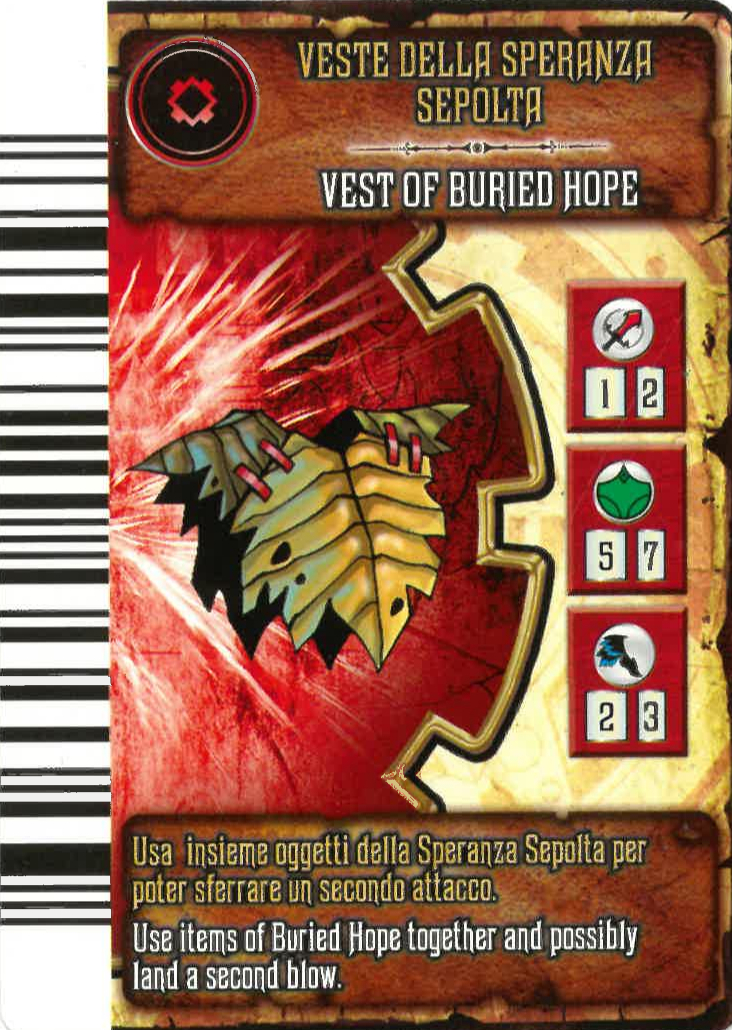 VESTE DELLA SPERANZA
SEPOLTA
VEST OF BURIED HOPE
1 2
5 7
2 3
Usa insieme oggetti della Speranza Sepolta per
poter sferrare un secondo attacco.
Use items of Buried Hope together and possibly
land a second blow.